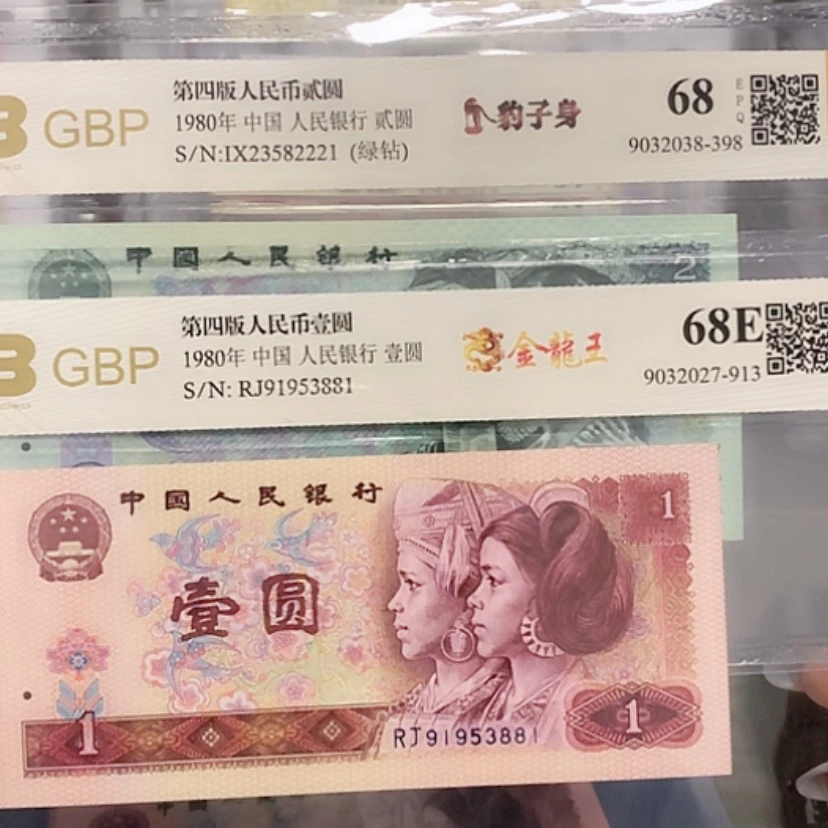 GBP
第四版人民币贰圆
1980年 中国 人民银行 贰圆
S/N:IX23582221 (绿钻)
豹子身
68
EPQ
9032038-398
中国人民银行
2
GBP
第四版人民币壹圆
1980年 中国 人民银行 壹圆
S/N: RJ91953881
金龍王
68E
9032027-913
中国人民银行
1
壹圆
1
RJ91953881
1